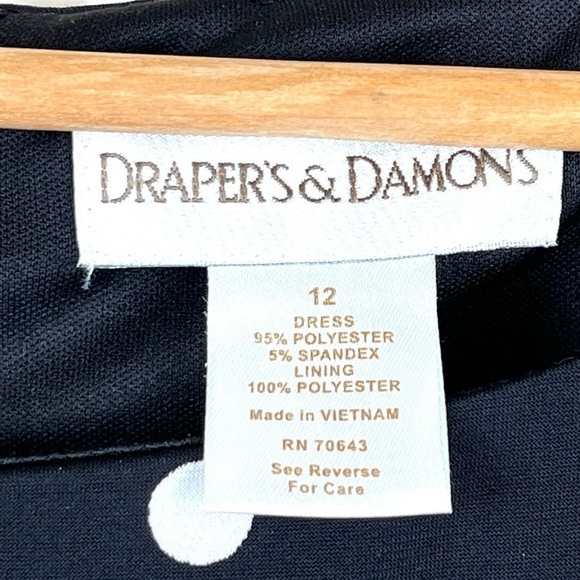 DRAPER'S & DAMON'S
12
DRESS
95% POLYESTER
5% SPANDEX
LINING
100% POLYESTER
Made in VIETNAM
RN 70643
See Reverse
For Care